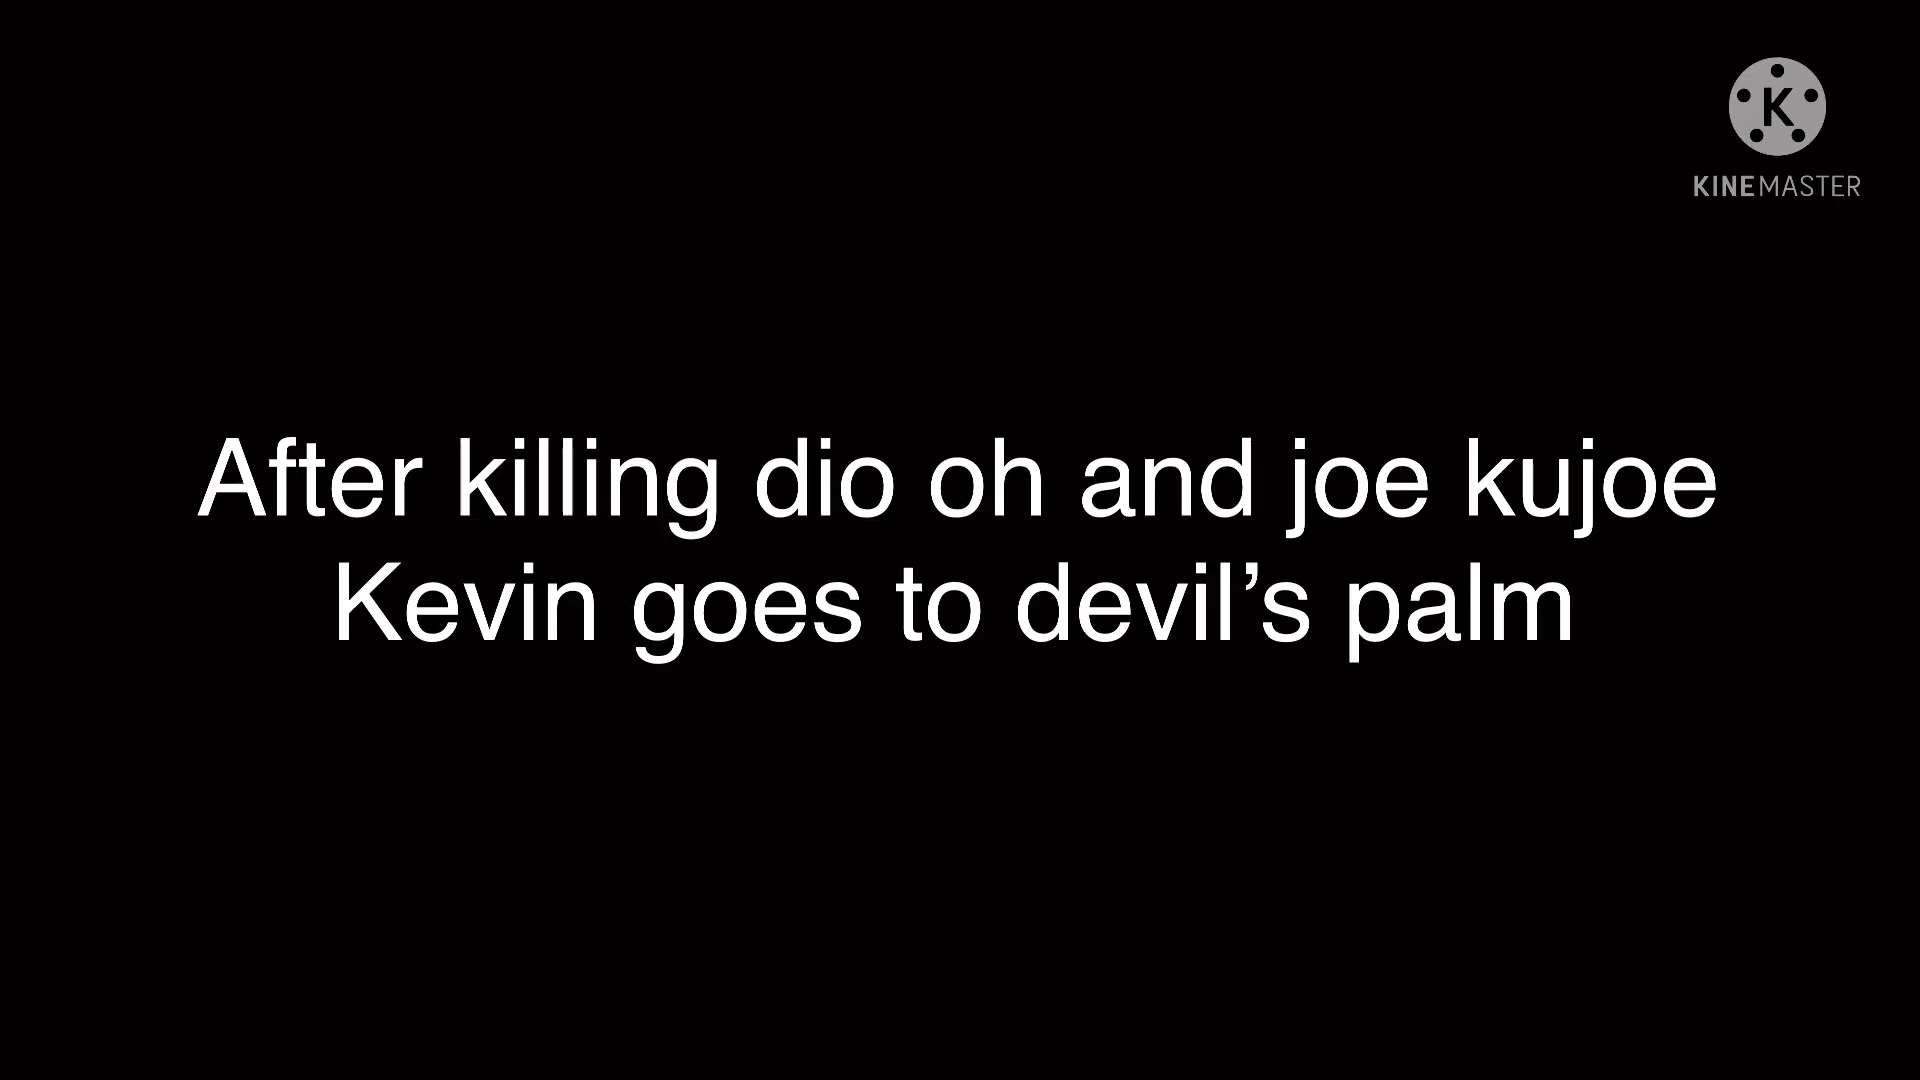 K
KINEMASTER
After killing dio oh and joe kujoe
Kevin goes to devil’s palm